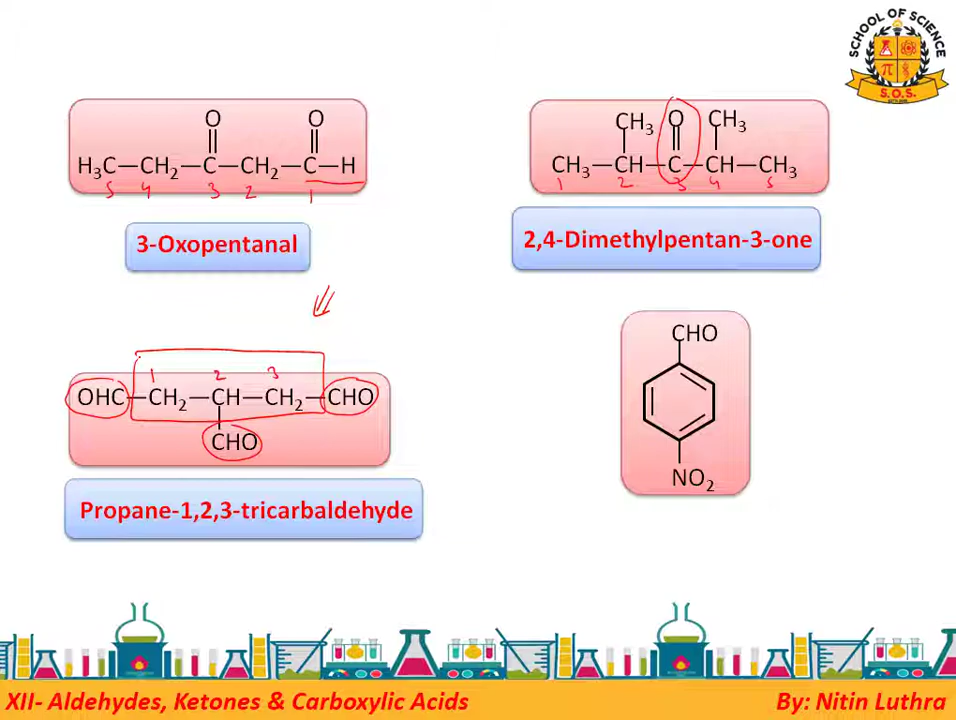 SCHOOL OF SCIENCE
S.O.S.
O O
H₃C—CH₂—C—CH₂—C—H
5 4 3 2 1
3-Oxopentanal
CH₃ O CH₃
CH₃—CH—C—CH—CH₃
1 2 3 4 5
2,4-Dimethylpentan-3-one
1 2 3
OHC—CH₂—CH—CH₂—CHO
CHO
Propane-1,2,3-tricarbaldehyde
CHO
NO₂
XII- Aldehydes, Ketones & Carboxylic Acids
By: Nitin Luthra